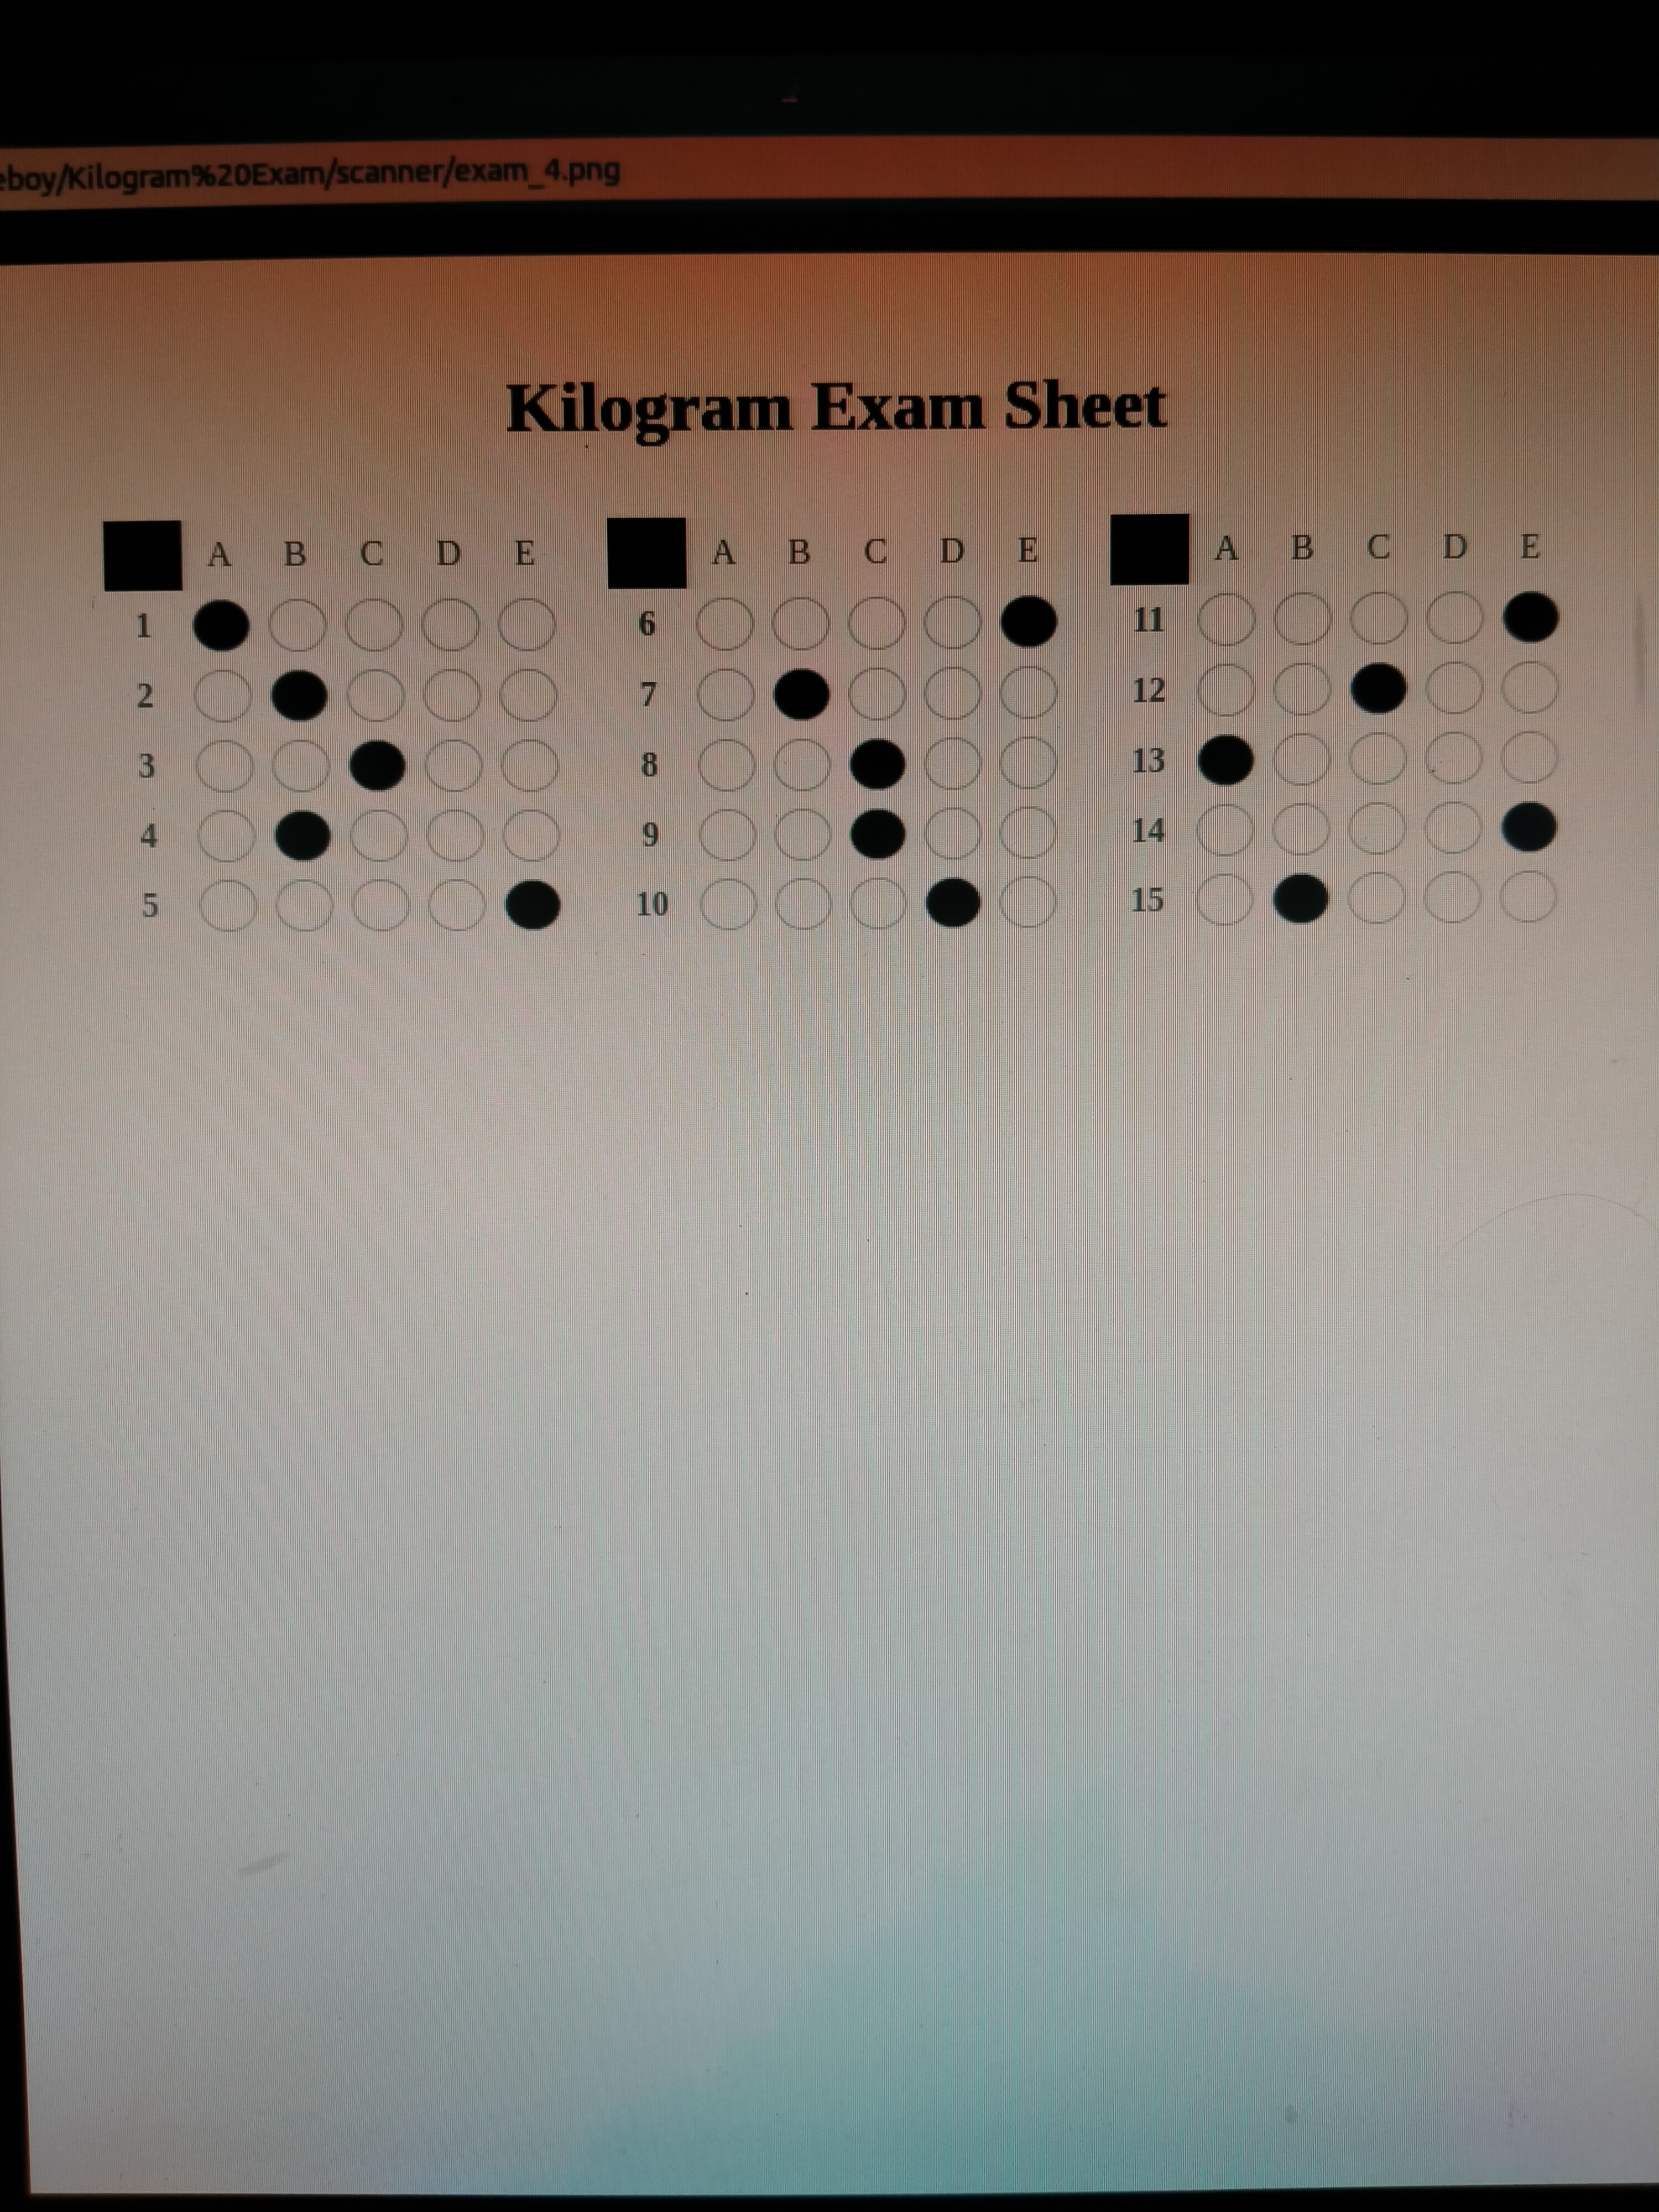 eboy/Kilogram%20Exam/scanner/exam_4.png
Kilogram Exam Sheet
A B C D E A B C D E A B C D E
1 6 11
2 7 12
3 8 13
4 9 14
5 10 15